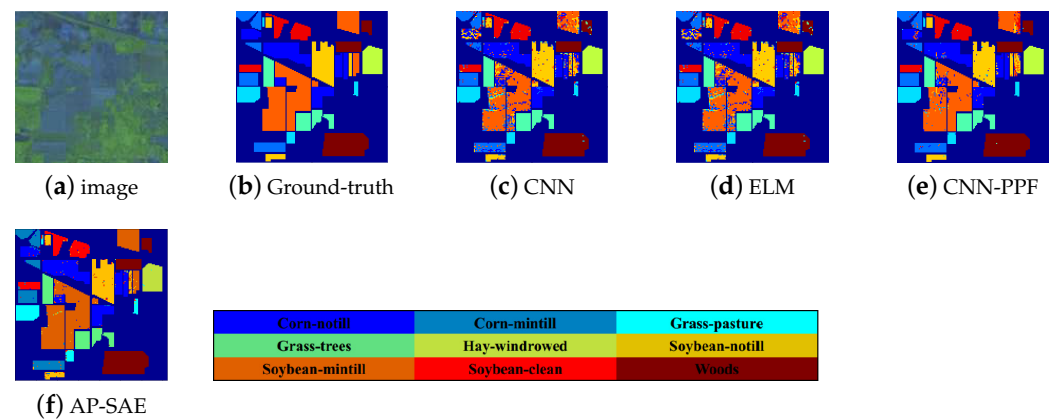 (a) image
(b) Ground-truth
(c) CNN
(d) ELM
(e) CNN-PPF
Corn-notill
Corn-mintill
Grass-pasture
Grass-trees
Hay-windrowed
Soybean-notill
Soybean-mintill
Soybean-clean
Woods
(f) AP-SAE